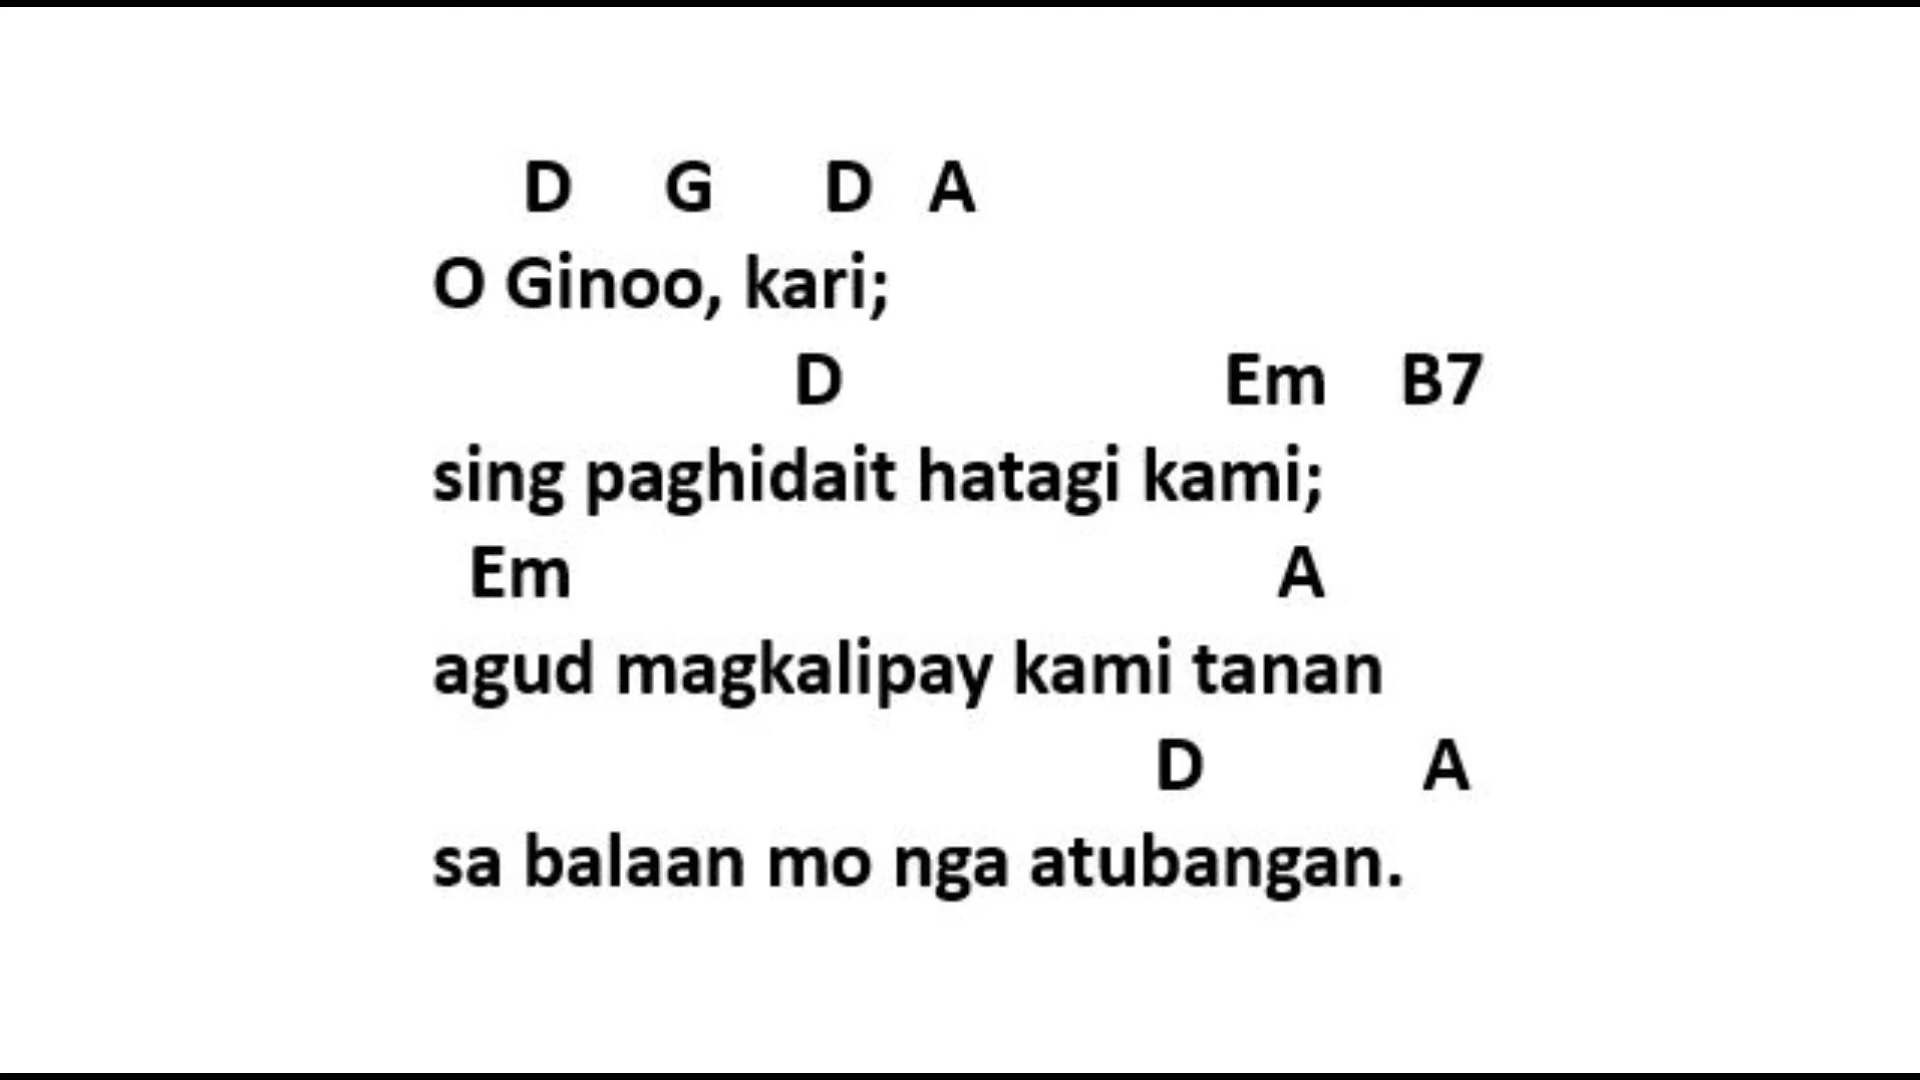 D G D A
O Ginoo, kari;
D Em B7
sing paghidait hatagi kami;
Em A
agud magkalipay kami tanan
D A
sa balaan mo nga atubangan.